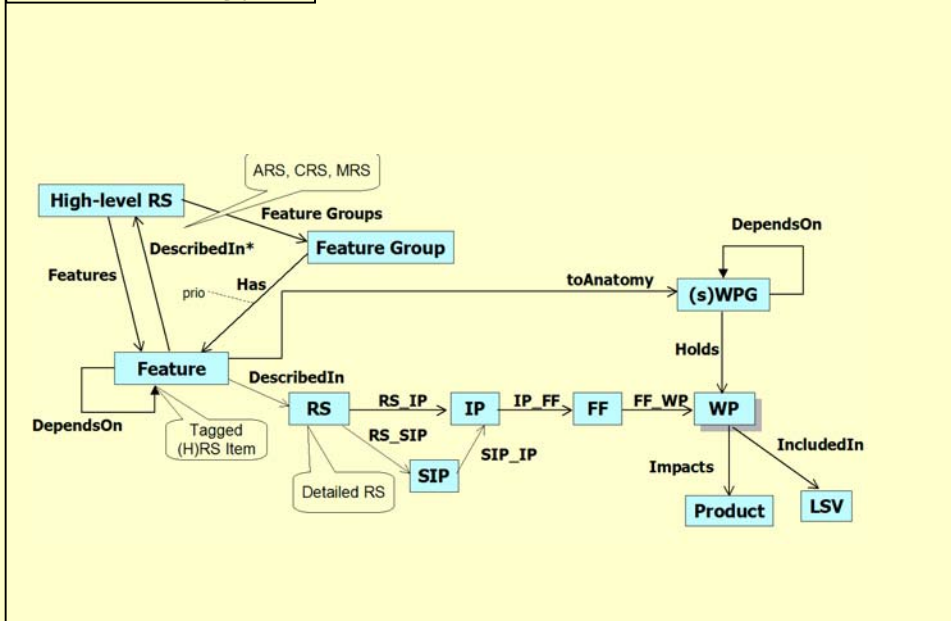 ARS, CRS, MRS
High-level RS
Feature Groups
DependsOn
DescribedIn*
Feature Group
Features
Has
prio
toAnatomy
(s)WPG
Holds
Feature
DescribedIn
RS
RS_IP
IP
IP_FF
FF
FF_WP
WP
DependsOn
Tagged
(H)RS Item
RS_SIP
SIP_IP
IncludedIn
SIP
Impacts
Detailed RS
Product
LSV